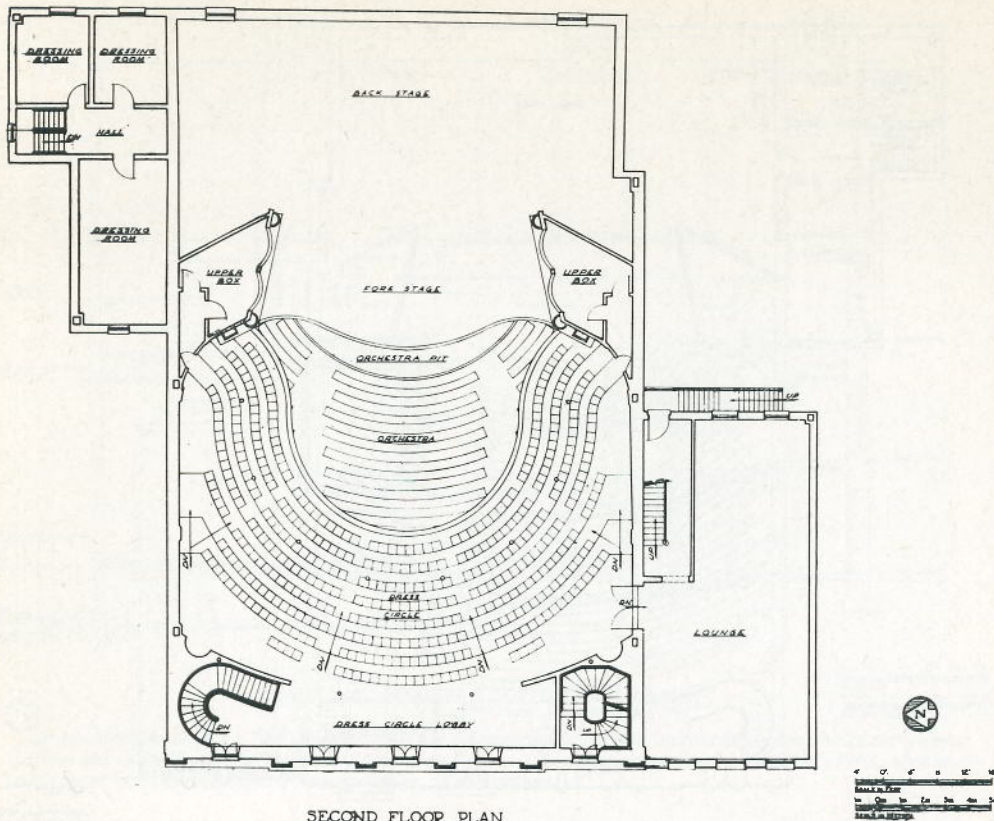 DRESSING
ROOM
DRESSING
ROOM
BACK STAGE
HALL
DN
DRESSING
ROOM
UPPER
BOX
UPPER
BOX
FORE STAGE
ORCHESTRA PIT
UP
ORCHESTRA
UP
DN
DN
DN
DRESS
CIRCLE
LOUNGE
DN
DN
DN
DRESS CIRCLE LOBBY
DN
UP
N
SECOND FLOOR PLAN